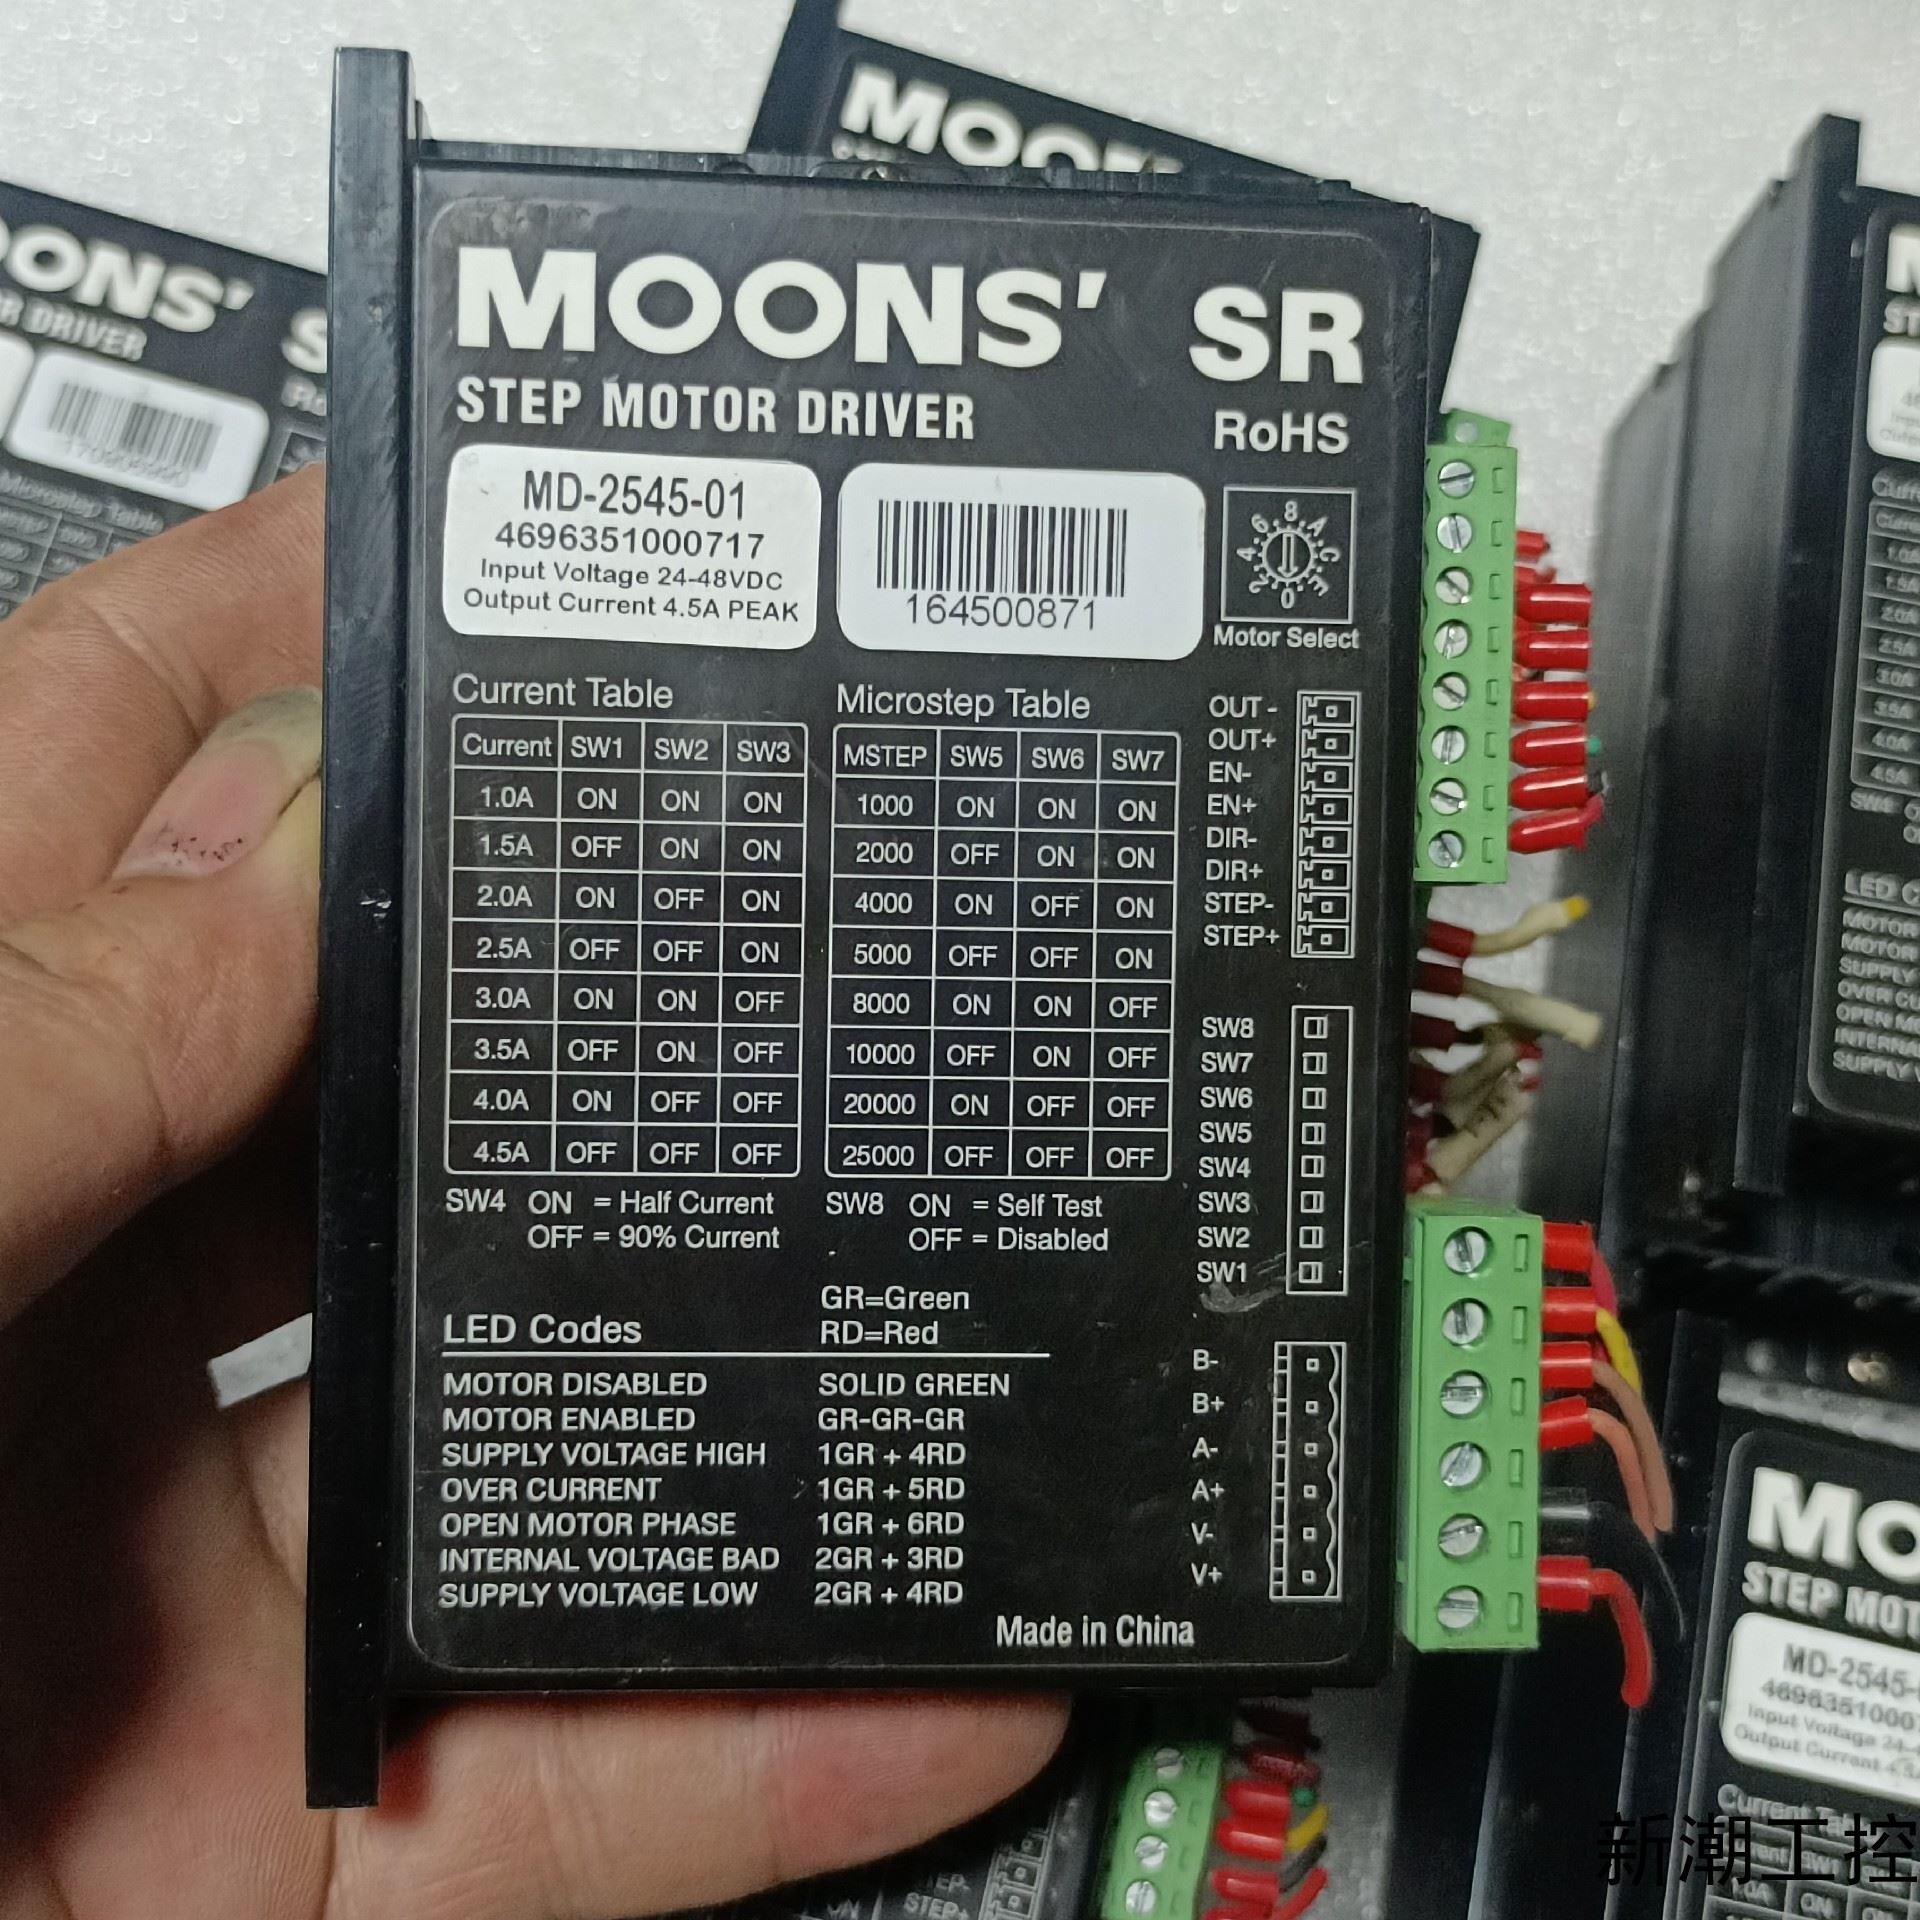 MOONS' SR
STEP MOTOR DRIVER
RoHS
MD-2545-01
4696351000717
Input Voltage 24-48VDC
Output Current 4.5A PEAK
164500871
0 2 4 6 8 A C E
Motor Select
Current Table
Current SW1 SW2 SW3
1.0A ON ON ON
1.5A OFF ON ON
2.0A ON OFF ON
2.5A OFF OFF ON
3.0A ON ON OFF
3.5A OFF ON OFF
4.0A ON OFF OFF
4.5A OFF OFF OFF
SW4 ON = Half Current
OFF = 90% Current
Microstep Table
MSTEP SW5 SW6 SW7
1000 ON ON ON
2000 OFF ON ON
4000 ON OFF ON
5000 OFF OFF ON
8000 ON ON OFF
10000 OFF ON OFF
20000 ON OFF OFF
25000 OFF OFF OFF
SW8 ON = Self Test
OFF = Disabled
OUT-
OUT+
EN-
EN+
DIR-
DIR+
STEP-
STEP+
SW8
SW7
SW6
SW5
SW4
SW3
SW2
SW1
GR=Green
LED Codes RD=Red
MOTOR DISABLED SOLID GREEN
MOTOR ENABLED GR-GR-GR
SUPPLY VOLTAGE HIGH 1GR + 4RD
OVER CURRENT 1GR + 5RD
OPEN MOTOR PHASE 1GR + 6RD
INTERNAL VOLTAGE BAD 2GR + 3RD
SUPPLY VOLTAGE LOW 2GR + 4RD
B-
B+
A-
A+
V-
V+
Made in China
新潮工控